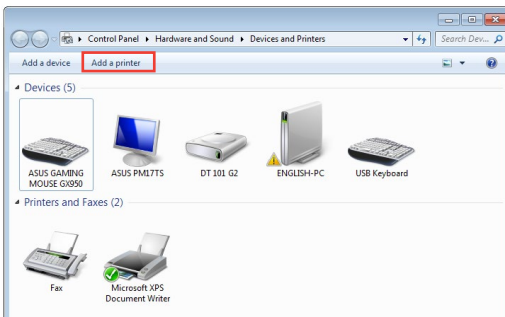 Control Panel ▸ Hardware and Sound ▸ Devices and Printers
Search Dev...
Add a device
Add a printer
Devices (5)
ASUS GAMING
MOUSE GX950
ASUS PM17TS
DT 101 G2
ENGLISH-PC
USB Keyboard
Printers and Faxes (2)
Fax
Microsoft XPS
Document Writer